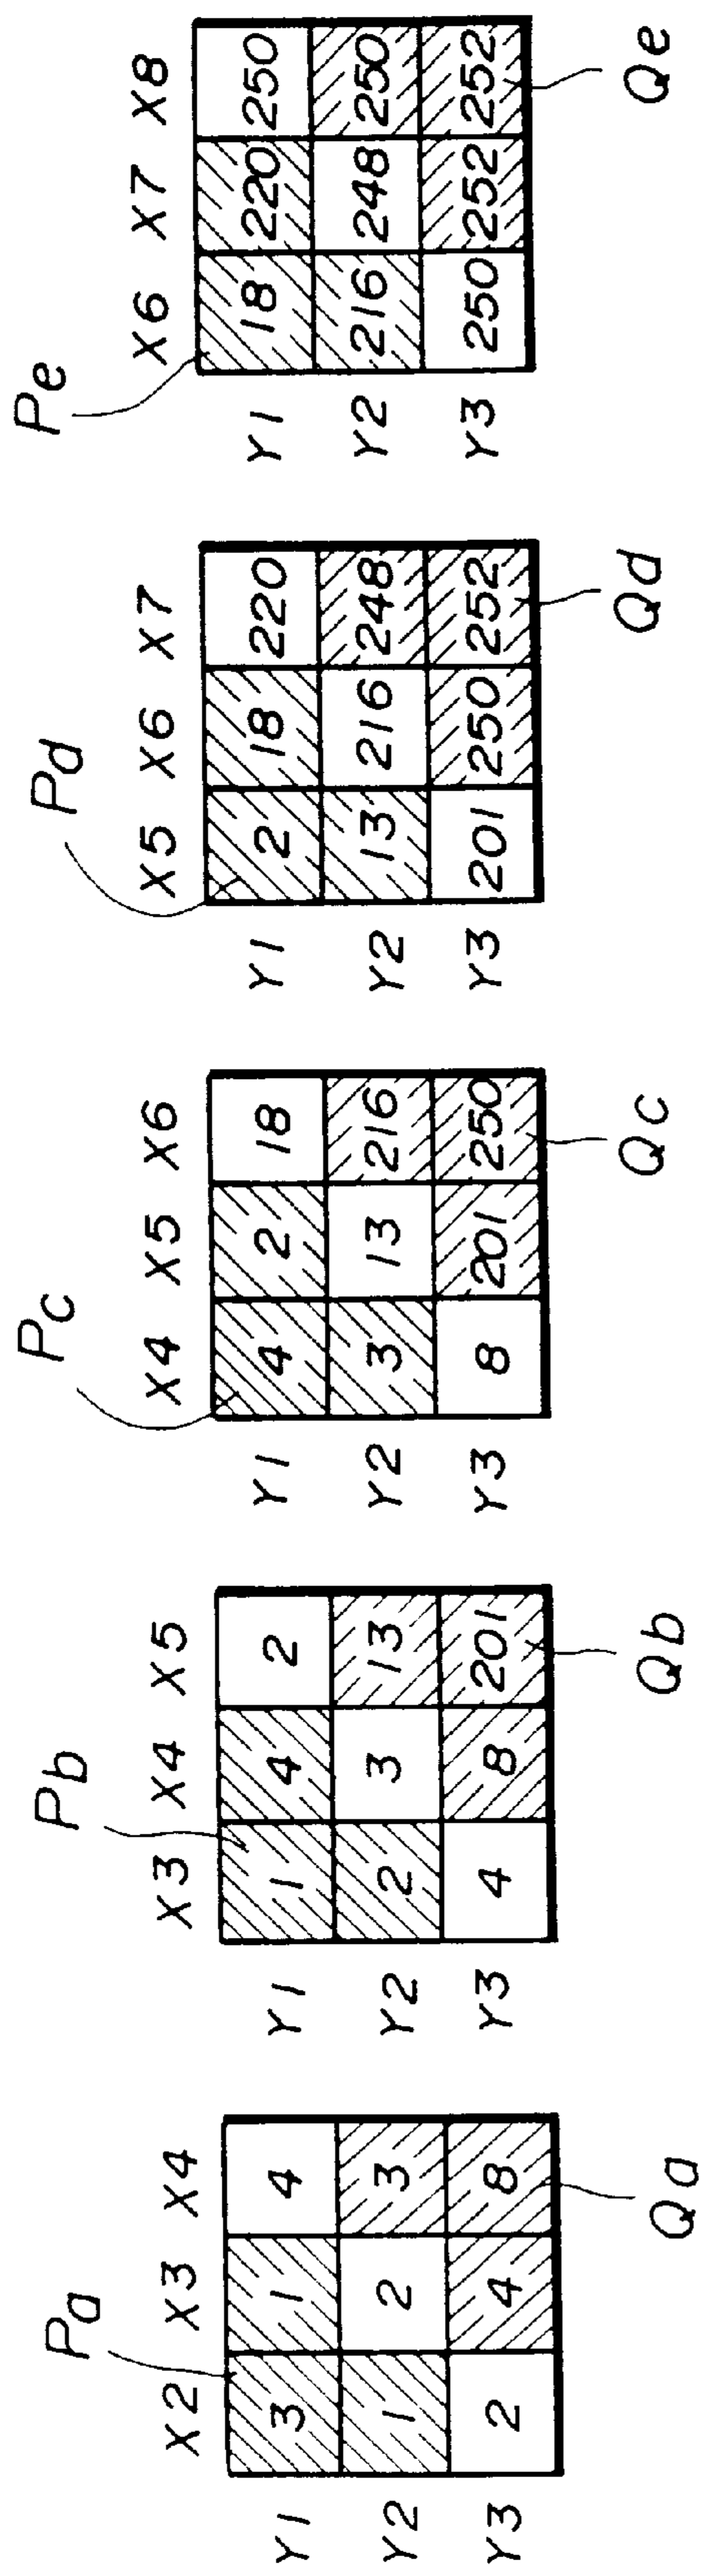 Pa
X2 X3 X4
Y1 3 1 4
Y2 1 2 3
Y3 2 4 8
Qa
Pb
X3 X4 X5
Y1 1 4 2
Y2 2 3 13
Y3 4 8 201
Qb
Pc
X4 X5 X6
Y1 4 2 18
Y2 3 13 216
Y3 8 201 250
Qc
Pd
X5 X6 X7
Y1 2 18 220
Y2 13 216 248
Y3 201 250 252
Qd
Pe
X6 X7 X8
Y1 18 220 250
Y2 216 248 250
Y3 250 252 252
Qe